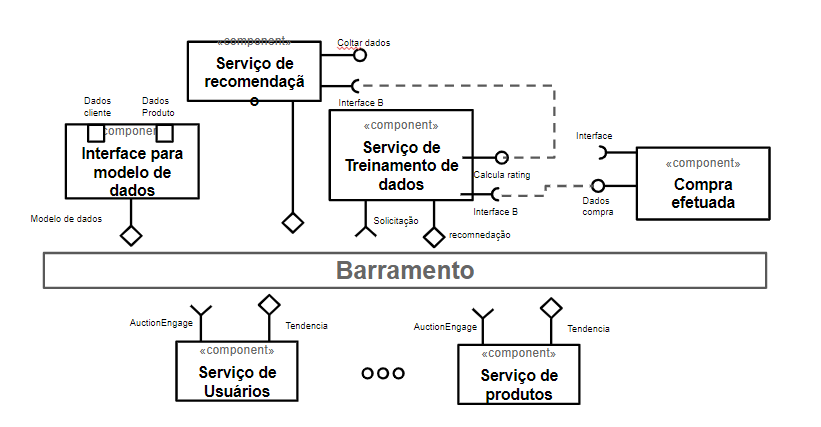 «component»
Serviço de
recomendaçã
Coltar dados
Interface B
Dados
cliente
Dados
Produto
«component»
Interface para
modelo de
dados
Modelo de dados
«component»
Serviço de
Treinamento de
dados
Calcula rating
Interface B
Solicitação
recomnedação
Interface
Dados
compra
«component»
Compra
efetuada
Barramento
AuctionEngage
Tendencia
«component»
Serviço de
Usuários
AuctionEngage
Tendencia
«component»
Serviço de
produtos